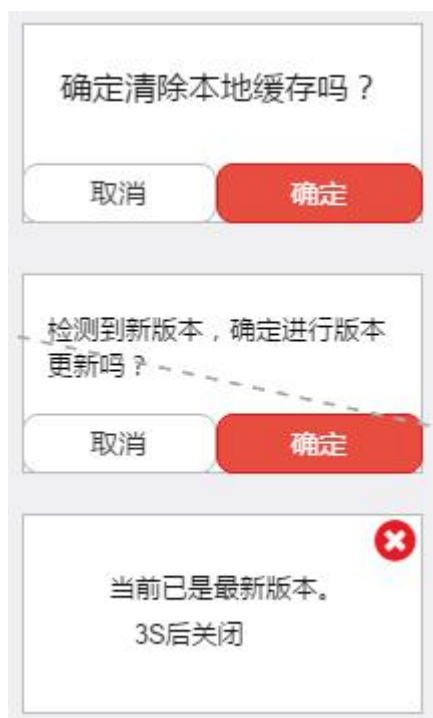 确定清除本地缓存吗？
取消
确定
检测到新版本，确定进行版本
更新吗？
取消
确定
当前已是最新版本。
3S后关闭